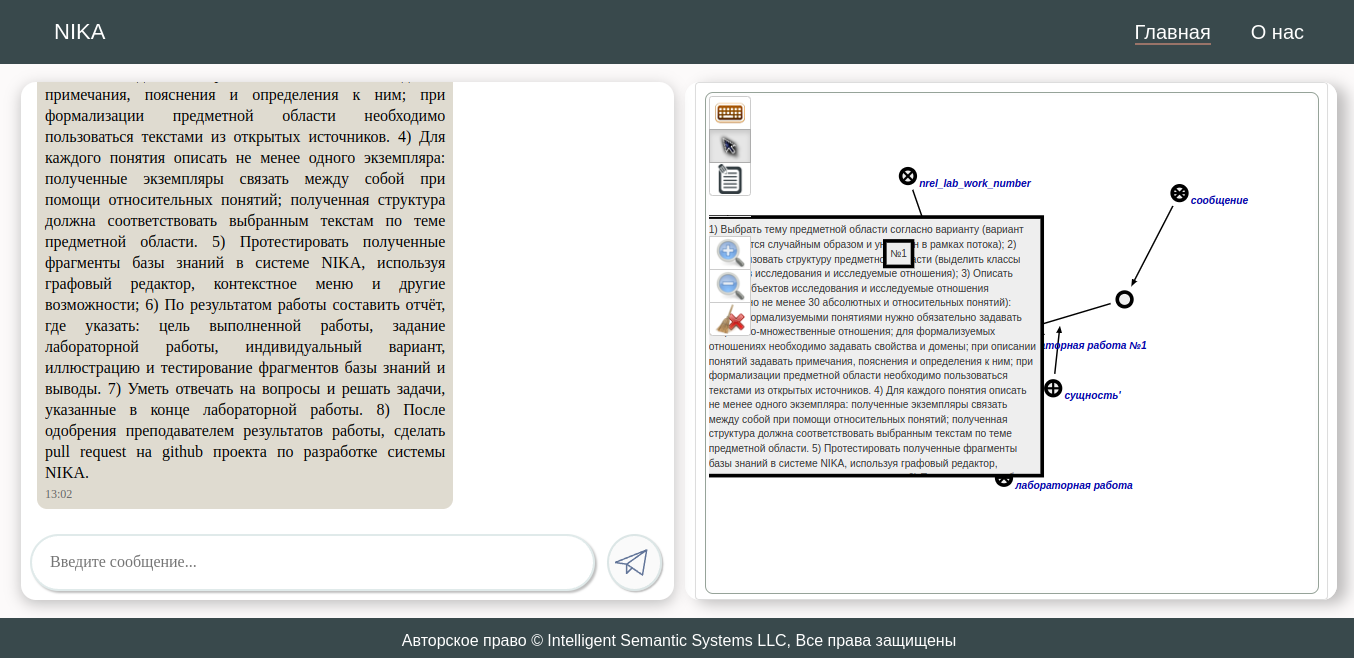 NIKA
Главная
О нас
примечания, пояснения и определения к ним; при
формализации предметной области необходимо
пользоваться текстами из открытых источников. 4) Для
каждого понятия описать не менее одного экземпляра:
полученные экземпляры связать между собой при
помощи относительных понятий; полученная структура
должна соответствовать выбранным текстам по теме
предметной области. 5) Протестировать полученные
фрагменты базы знаний в системе NIKA, используя
графовый редактор, контекстное меню и другие
возможности; 6) По результатом работы составить отчёт,
где указать: цель выполненной работы, задание
лабораторной работы, индивидуальный вариант,
иллюстрацию и тестирование фрагментов базы знаний и
выводы. 7) Уметь отвечать на вопросы и решать задачи,
указанные в конце лабораторной работы. 8) После
одобрения преподавателем результатов работы, сделать
pull request на github проекта по разработке системы
NIKA.
13:02
Введите сообщение...
nrel_lab_work_number
сообщение
1) Выбрать тему предметной области согласно варианту (вариант
тся случайным образом и ун н в рамках потока); 2)
№1
зовать структуру предметно сти (выделить классы
исследования и исследуемые отношения); 3) Описать
бъектов исследования и исследуемые отношения
но не менее 30 абсолютных и относительных понятий):
ормализуемыми понятиями нужно обязательно задавать
о-множественные отношения; для формализуемых
отношениях необходимо задавать свойства и домены; при описании
понятий задавать примечания, пояснения и определения к ним; при
формализации предметной области необходимо пользоваться
текстами из открытых источников. 4) Для каждого понятия описать
не менее одного экземпляра: полученные экземпляры связать
между собой при помощи относительных понятий; полученная
структура должна соответствовать выбранным текстам по теме
предметной области. 5) Протестировать полученные фрагменты
базы знаний в системе NIKA, используя графовый редактор,
аторная работа №1
сущность'
лабораторная работа
Авторское право © Intelligent Semantic Systems LLC, Все права защищены